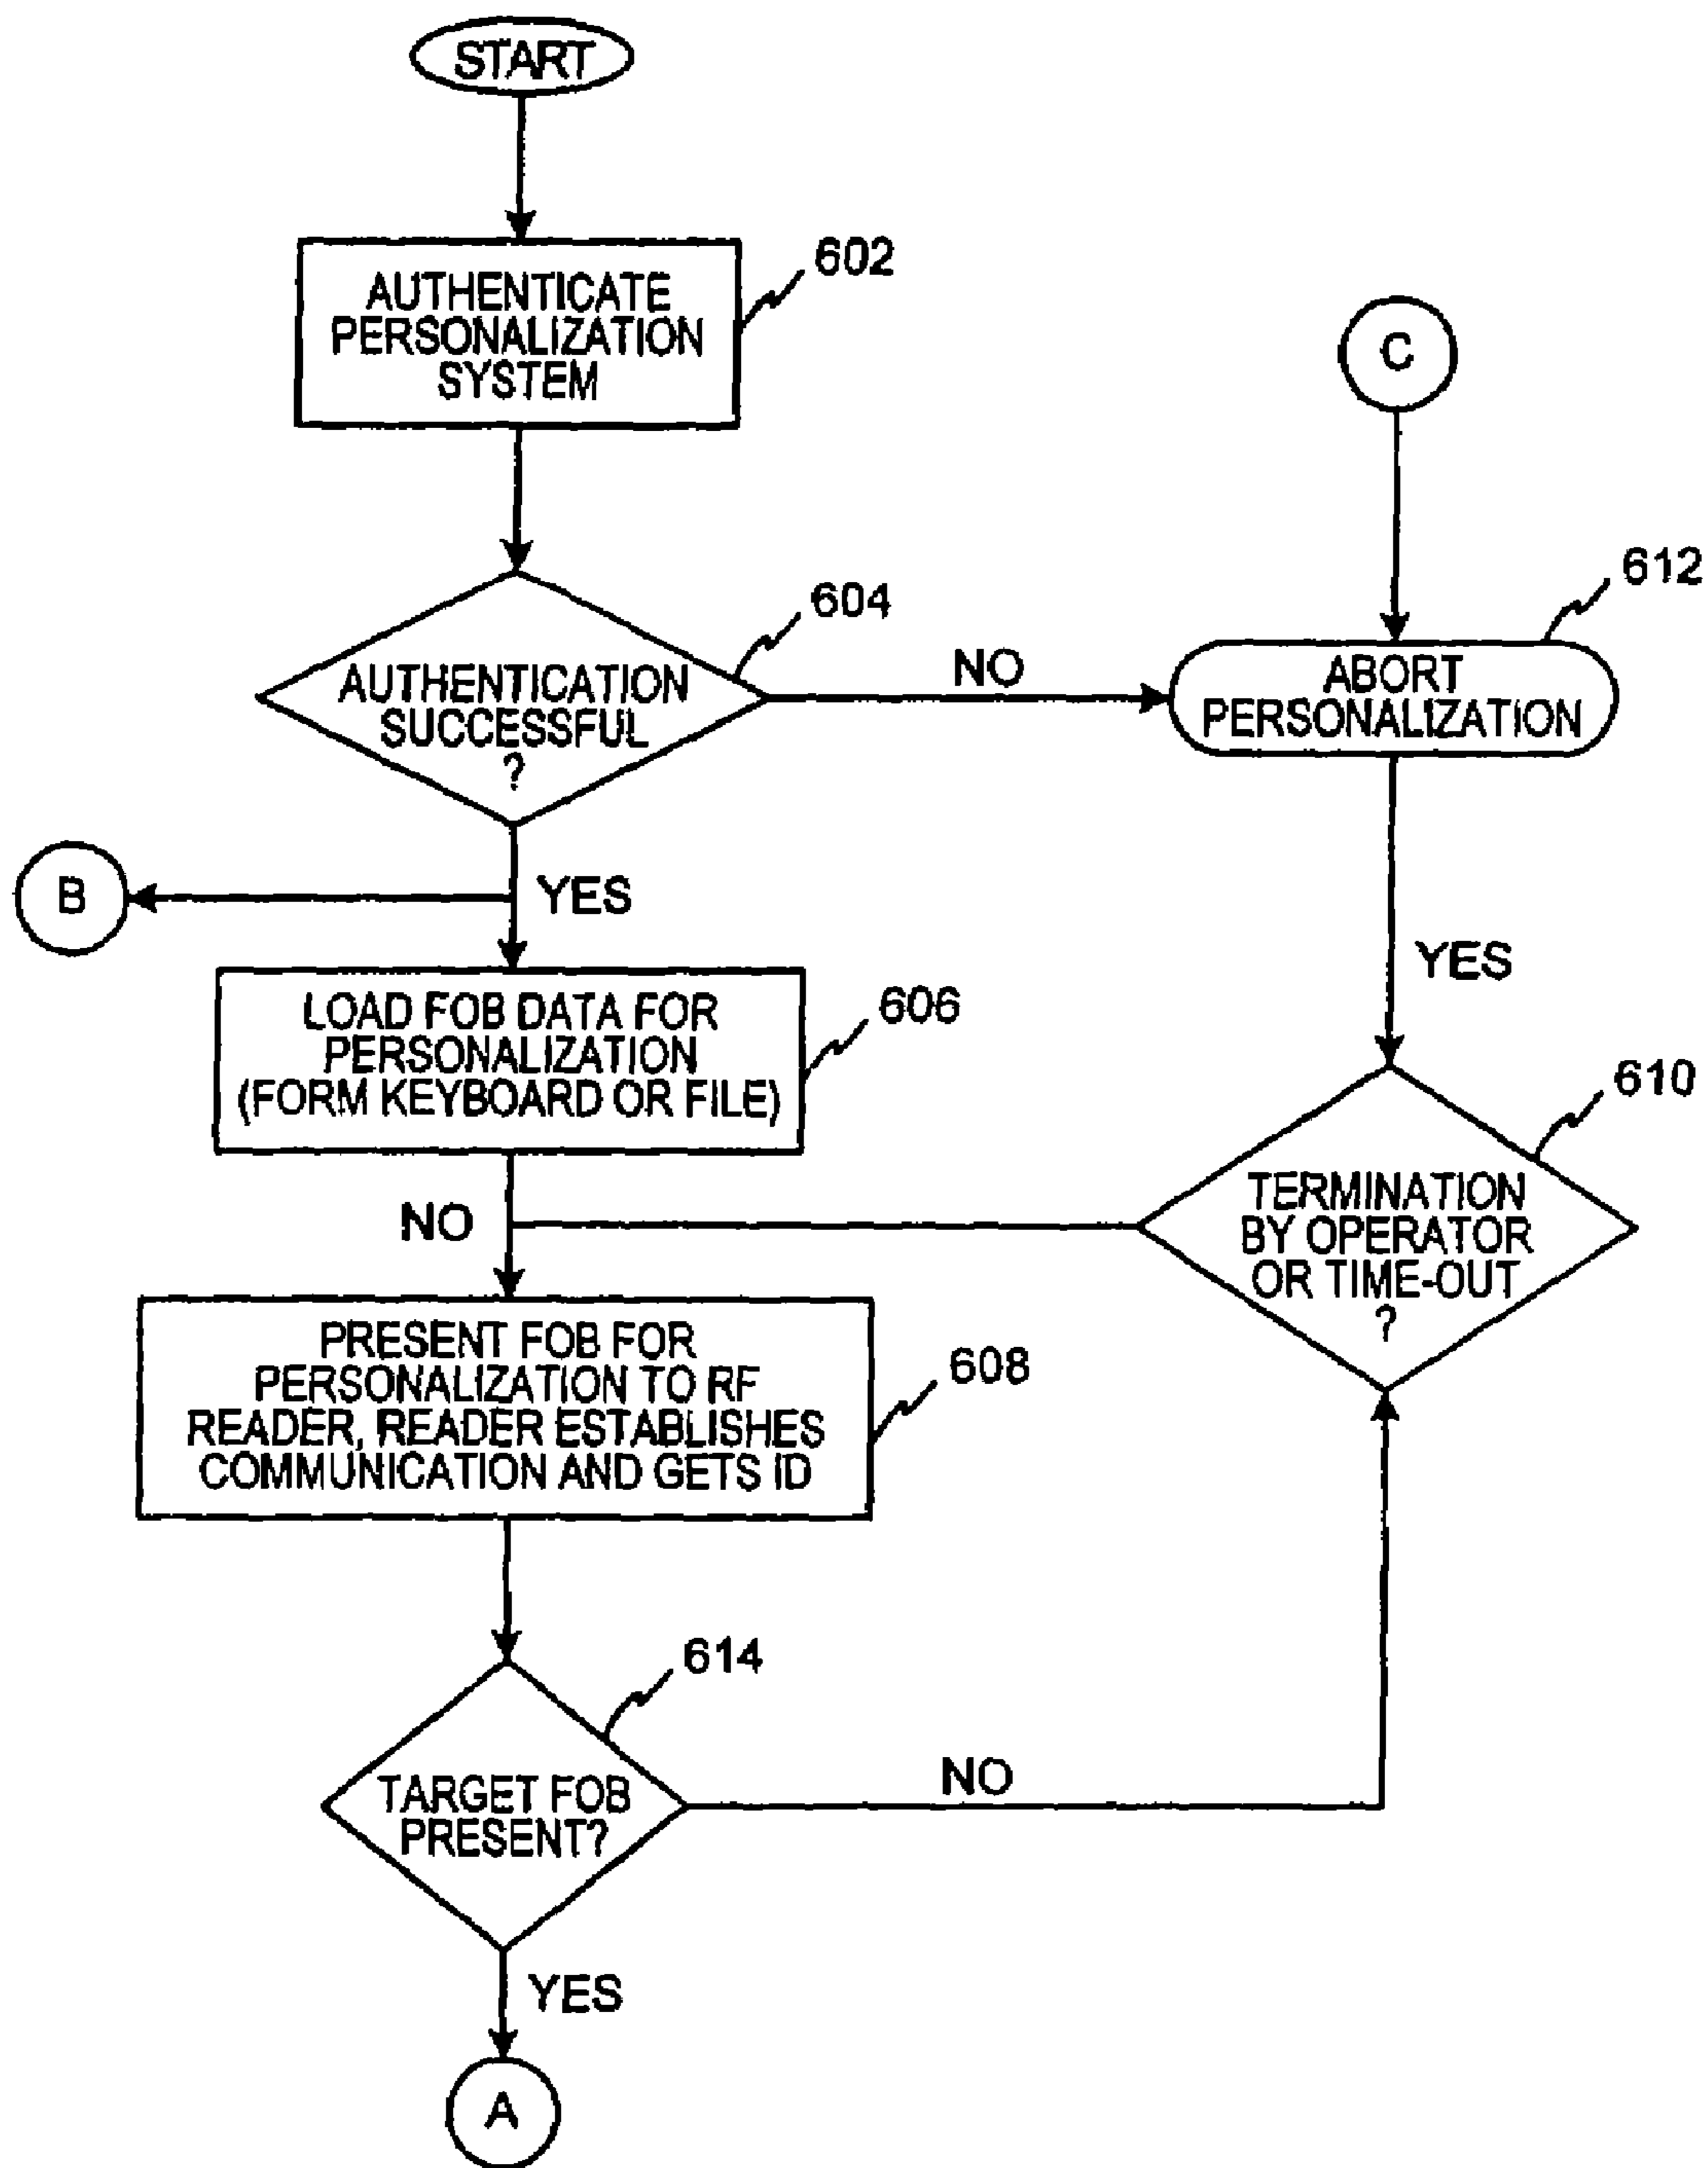 START
AUTHENTICATE
PERSONALIZATION
SYSTEM
602
C
AUTHENTICATION
SUCCESSFUL
?
604
NO
ABORT
PERSONALIZATION
612
B
YES
YES
LOAD FOB DATA FOR
PERSONALIZATION
(FORM KEYBOARD OR FILE)
606
610
TERMINATION
BY OPERATOR
OR TIME-OUT
?
NO
PRESENT FOB FOR
PERSONALIZATION TO RF
READER, READER ESTABLISHES
COMMUNICATION AND GETS ID
608
614
TARGET FOB
PRESENT?
NO
YES
A